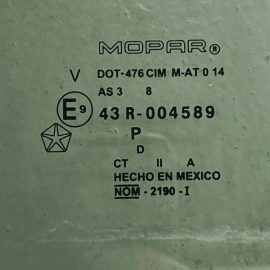 MOPAR®
V DOT-476 CIM M-AT 0 14
AS 3 8
E9 43 R-004589
P
D
CT II A
HECHO EN MEXICO
NOM - 2190 - I